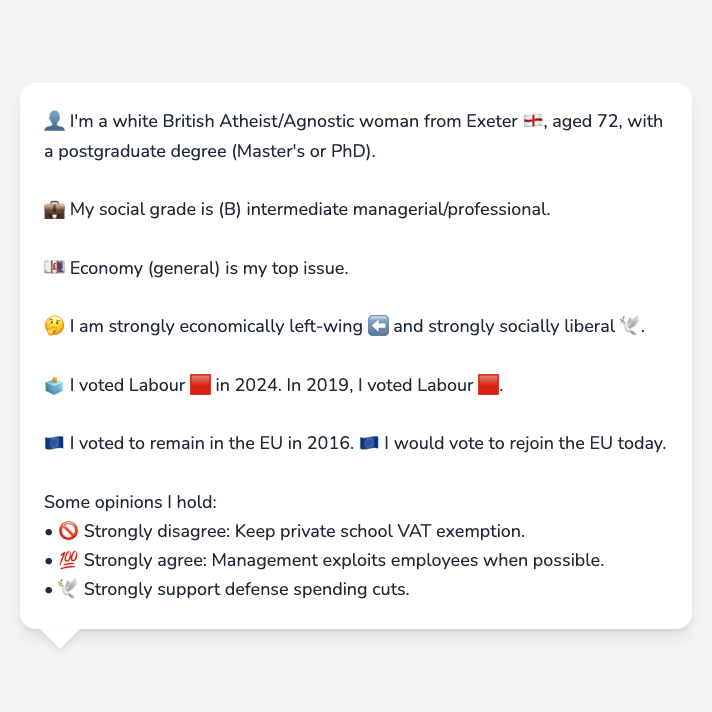 👤 I'm a white British Atheist/Agnostic woman from Exeter 🏴󠁧󠁢󠁥󠁮󠁧󠁿, aged 72, with
a postgraduate degree (Master's or PhD).
💼 My social grade is (B) intermediate managerial/professional.
💷 Economy (general) is my top issue.
🤔 I am strongly economically left-wing ⬅️ and strongly socially liberal 🕊️.
🗳️ I voted Labour 🟥 in 2024. In 2019, I voted Labour 🟥.
🇪🇺 I voted to remain in the EU in 2016. 🇪🇺 I would vote to rejoin the EU today.
Some opinions I hold:
• 🚫 Strongly disagree: Keep private school VAT exemption.
• 💯 Strongly agree: Management exploits employees when possible.
• 🕊️ Strongly support defense spending cuts.